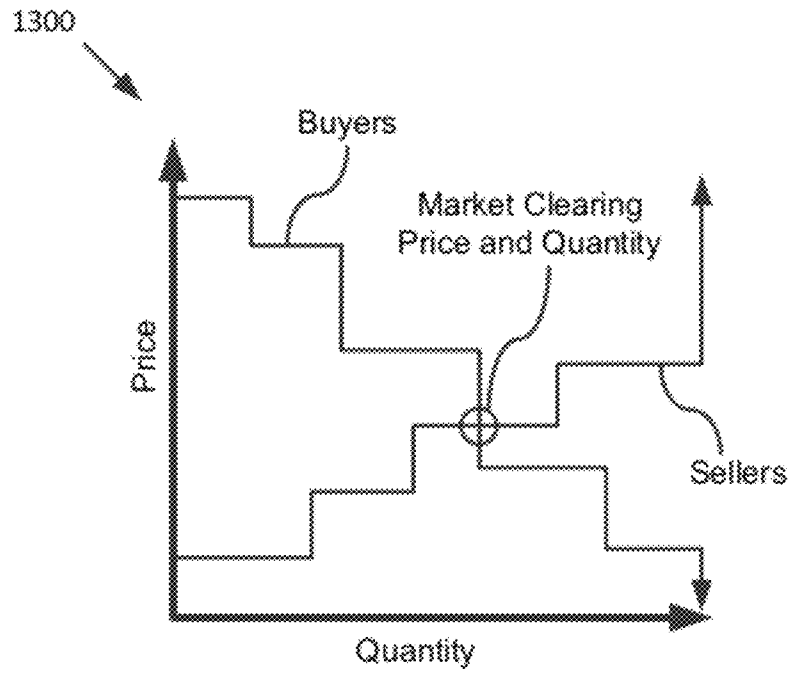 1300
Buyers
Market Clearing
Price and Quantity
Price
Sellers
Quantity